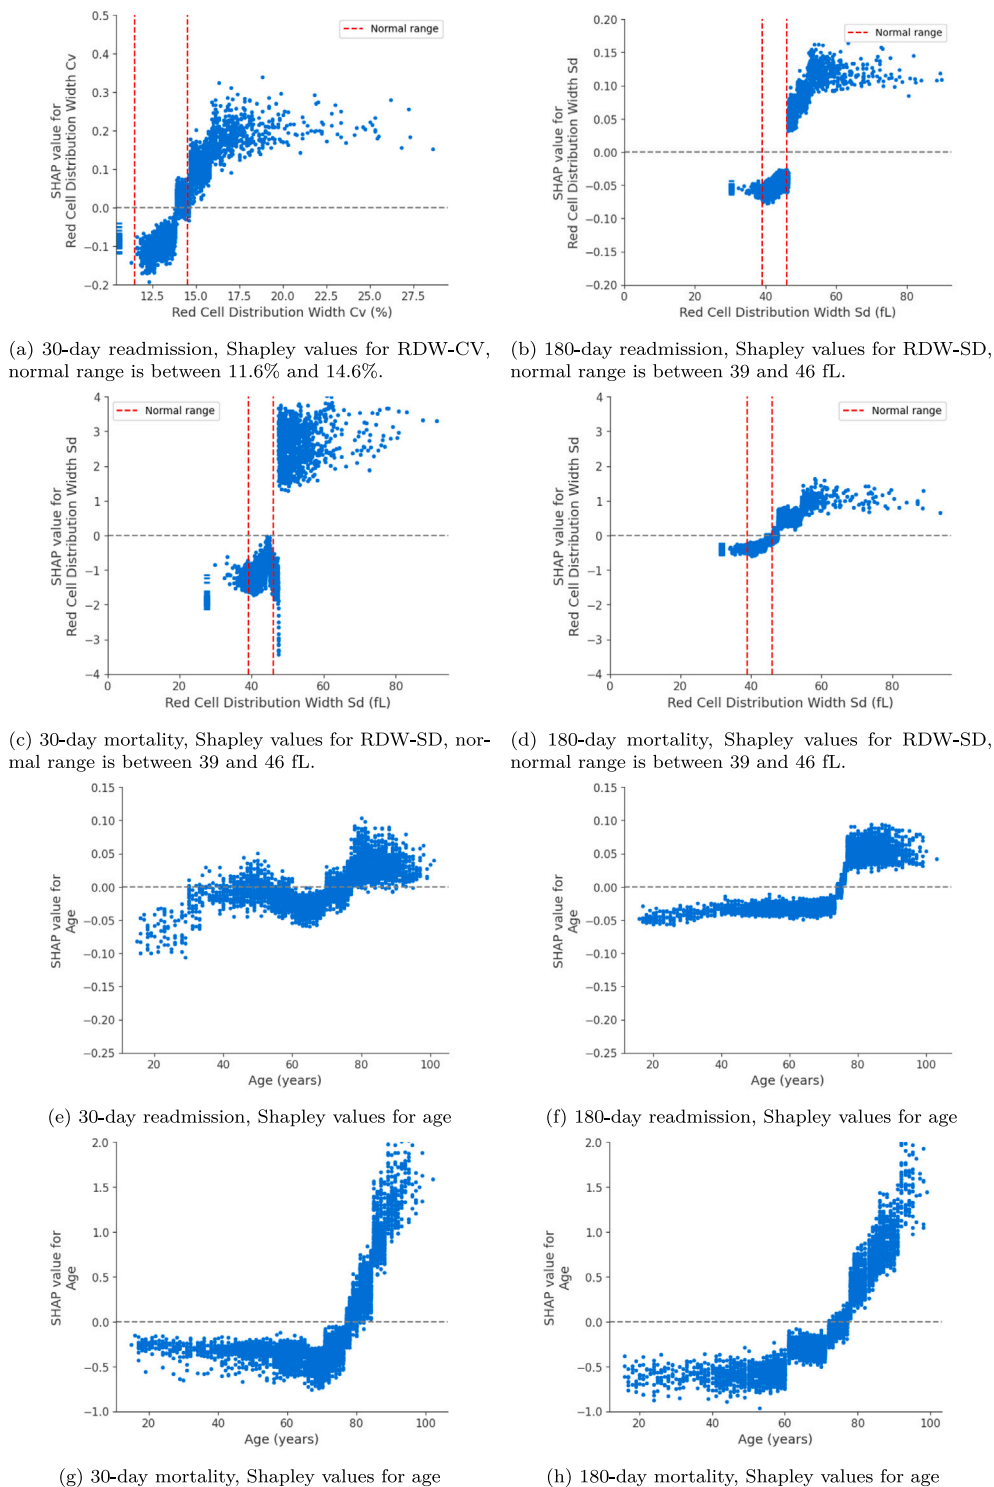 0.5
0.4
0.3
0.2
0.1
0.0
−0.1
−0.2
SHAP value for
Red Cell Distribution Width Cv
Normal range
12.5 15.0 17.5 20.0 22.5 25.0 27.5
Red Cell Distribution Width Cv (%)
0.20
0.15
0.10
0.05
0.00
−0.05
−0.10
−0.15
−0.20
SHAP value for
Red Cell Distribution Width Sd
Normal range
0 20 40 60 80
Red Cell Distribution Width Sd (fL)
(a) 30-day readmission, Shapley values for RDW-CV,
normal range is between 11.6% and 14.6%.
(b) 180-day readmission, Shapley values for RDW-SD,
normal range is between 39 and 46 fL.
4
3
2
1
0
−1
−2
−3
−4
SHAP value for
Red Cell Distribution Width Sd
Normal range
0 20 40 60 80
Red Cell Distribution Width Sd (fL)
4
3
2
1
0
−1
−2
−3
−4
SHAP value for
Red Cell Distribution Width Sd
Normal range
0 20 40 60 80
Red Cell Distribution Width Sd (fL)
(c) 30-day mortality, Shapley values for RDW-SD, nor-
mal range is between 39 and 46 fL.
(d) 180-day mortality, Shapley values for RDW-SD,
normal range is between 39 and 46 fL.
0.15
0.10
0.05
0.00
−0.05
−0.10
−0.15
−0.20
−0.25
SHAP value for
Age
20 40 60 80 100
Age (years)
0.15
0.10
0.05
0.00
−0.05
−0.10
−0.15
−0.20
−0.25
SHAP value for
Age
20 40 60 80 100
Age (years)
(e) 30-day readmission, Shapley values for age
(f) 180-day readmission, Shapley values for age
2.0
1.5
1.0
0.5
0.0
−0.5
−1.0
SHAP value for
Age
20 40 60 80 100
Age (years)
2.0
1.5
1.0
0.5
0.0
−0.5
−1.0
SHAP value for
Age
20 40 60 80 100
Age (years)
(g) 30-day mortality, Shapley values for age
(h) 180-day mortality, Shapley values for age